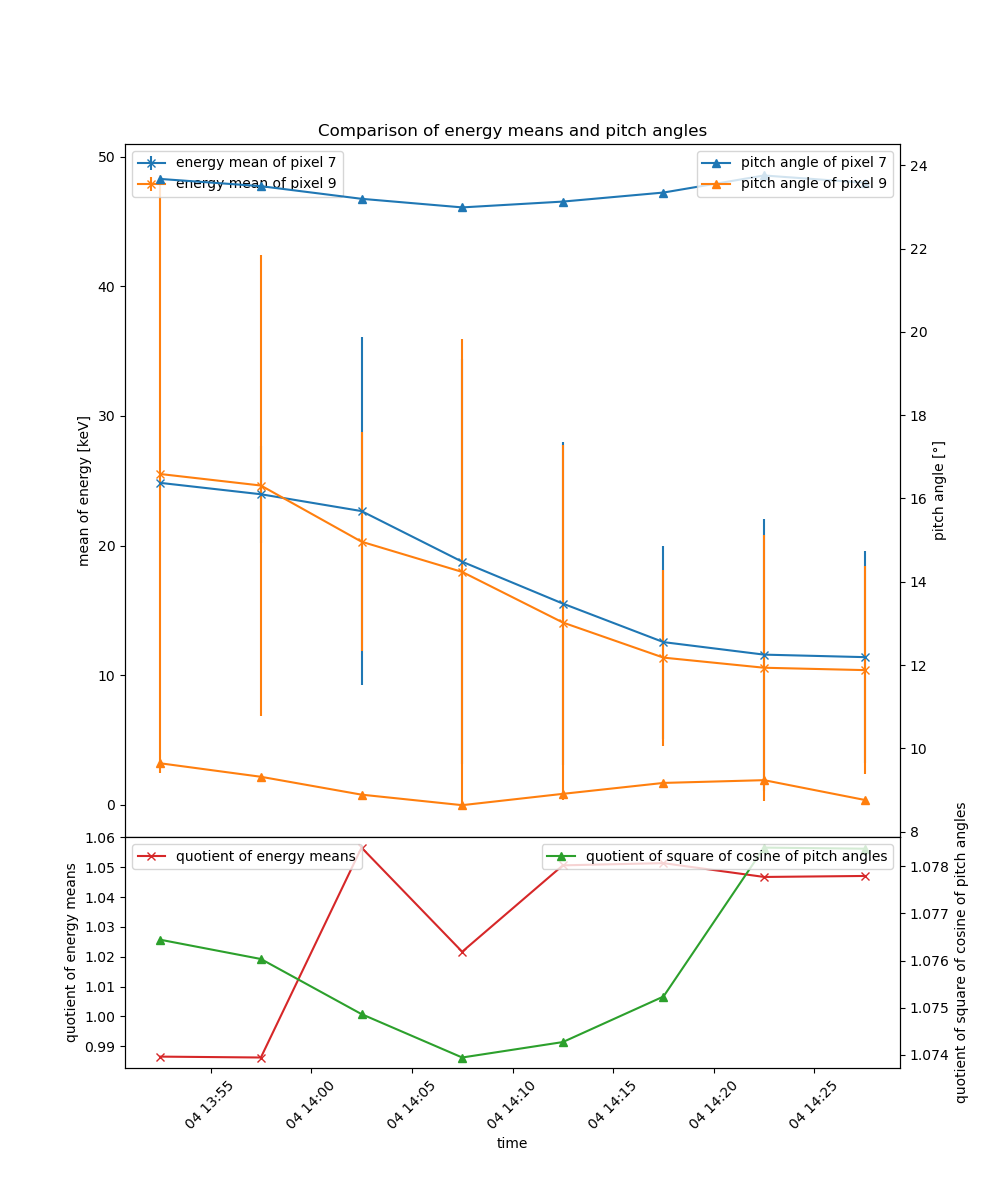 Comparison of energy means and pitch angles
energy mean of pixel 7
energy mean of pixel 9
pitch angle of pixel 7
pitch angle of pixel 9
50
40
30
20
10
0
mean of energy [keV]
24
22
20
18
16
14
12
10
8
pitch angle [°]
quotient of energy means
quotient of square of cosine of pitch angles
1.06
1.05
1.04
1.03
1.02
1.01
1.00
0.99
quotient of energy means
1.078
1.077
1.076
1.075
1.074
quotient of square of cosine of pitch angles
04 13:55
04 14:00
04 14:05
04 14:10
04 14:15
04 14:20
04 14:25
time